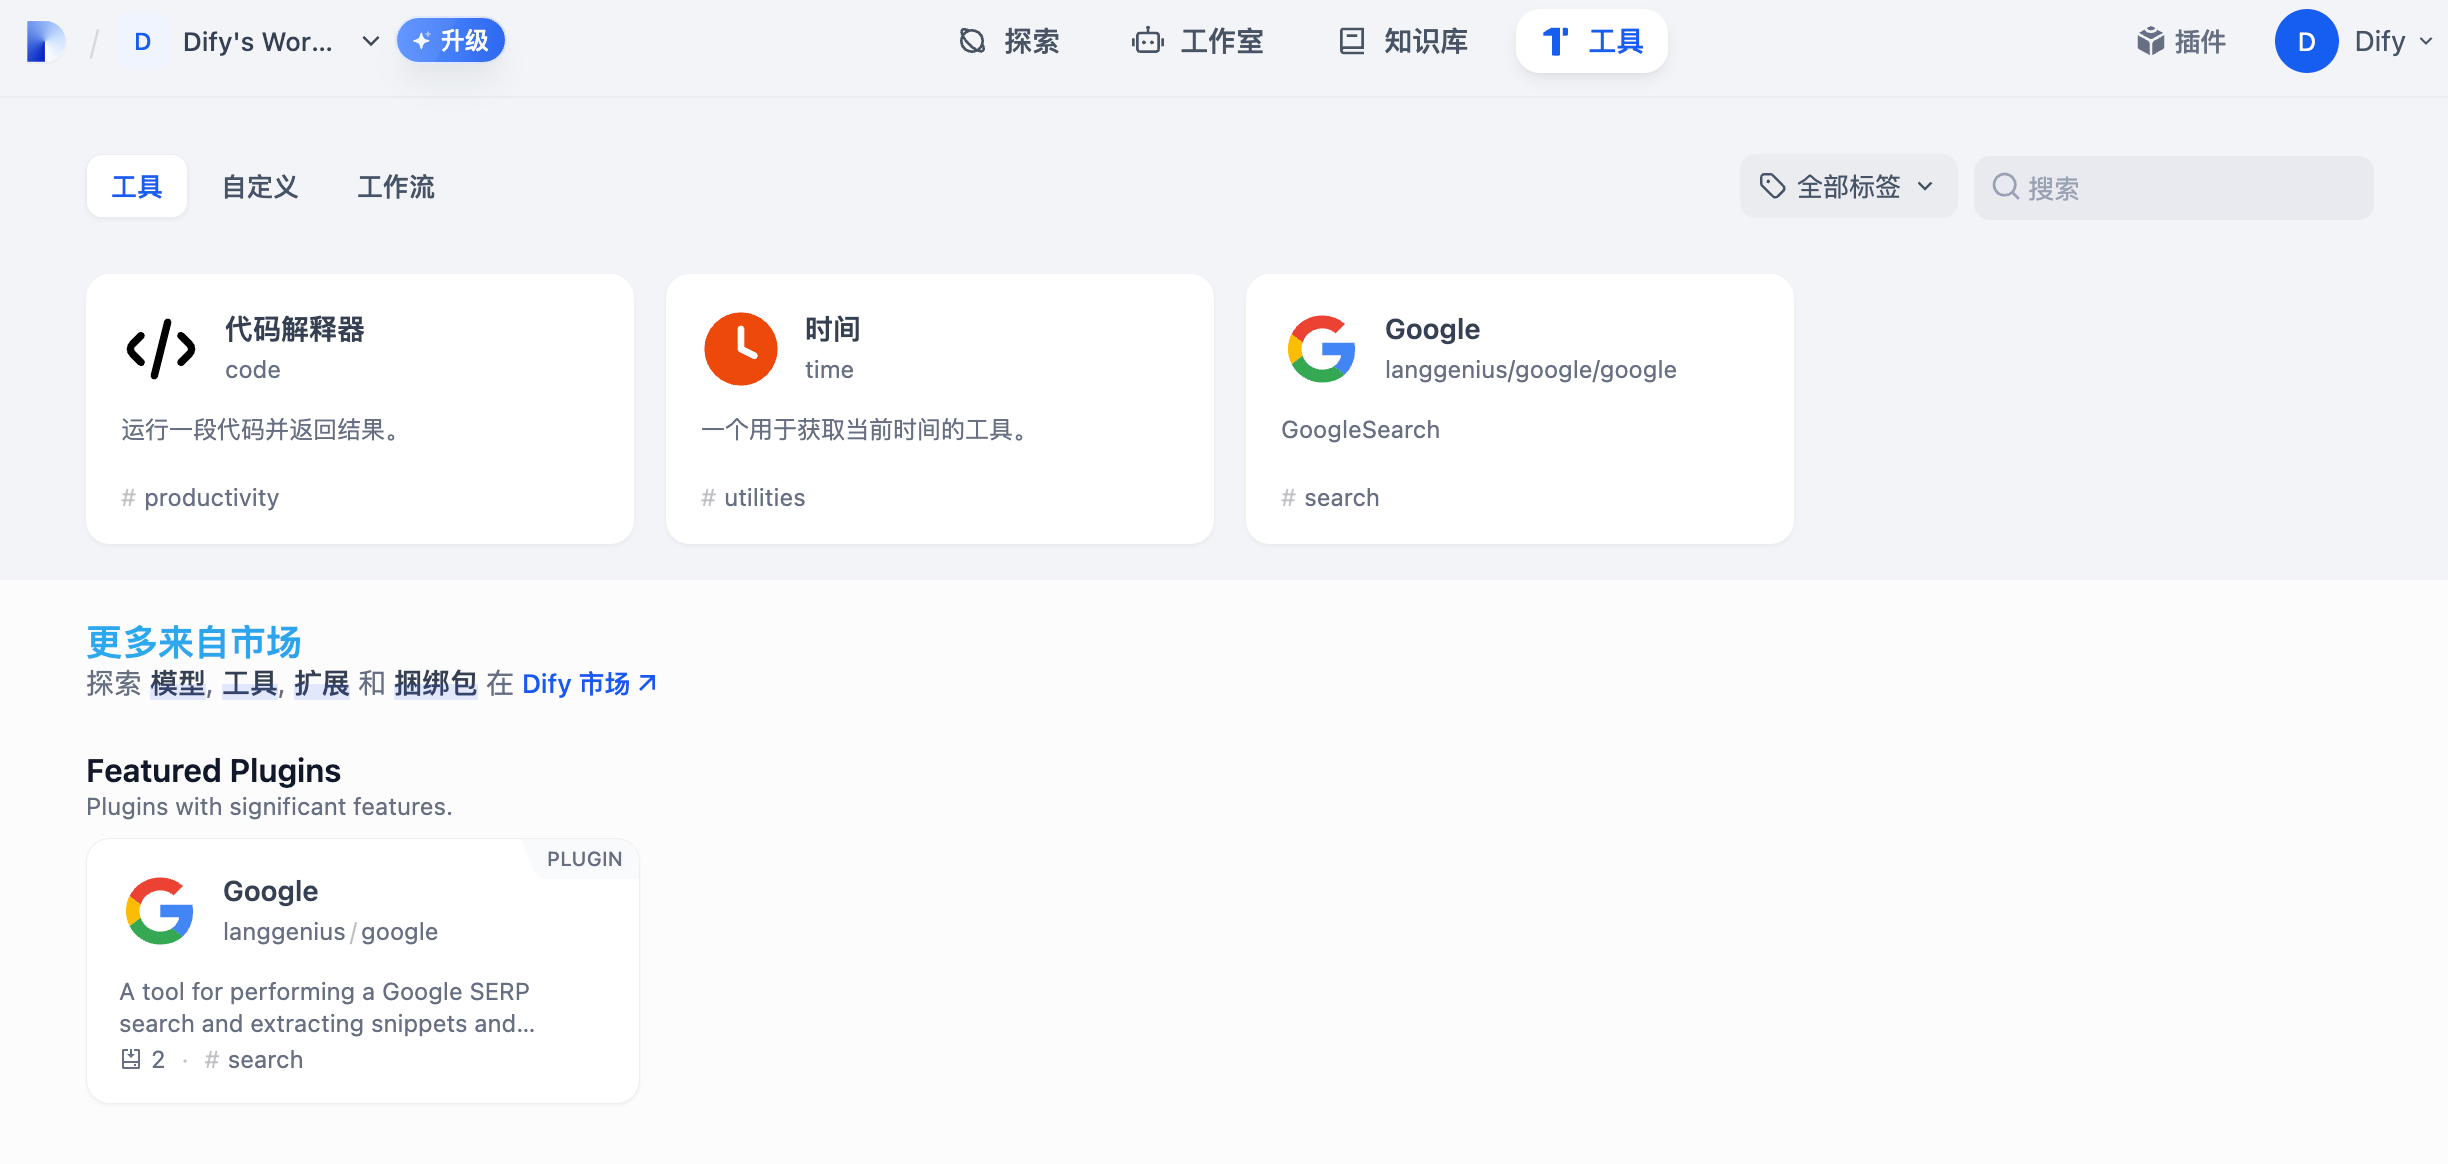 D Dify's Wor... 升级 探索 工作室 知识库 工具 插件 D Dify
工具 自定义 工作流 全部标签 搜索
代码解释器
code
运行一段代码并返回结果。
# productivity
时间
time
一个用于获取当前时间的工具。
# utilities
Google
langgenius/google/google
GoogleSearch
# search
更多来自市场
探索 模型, 工具, 扩展 和 捆绑包 在 Dify 市场
Featured Plugins
Plugins with significant features.
PLUGIN
Google
langgenius / google
A tool for performing a Google SERP
search and extracting snippets and...
2 · # search